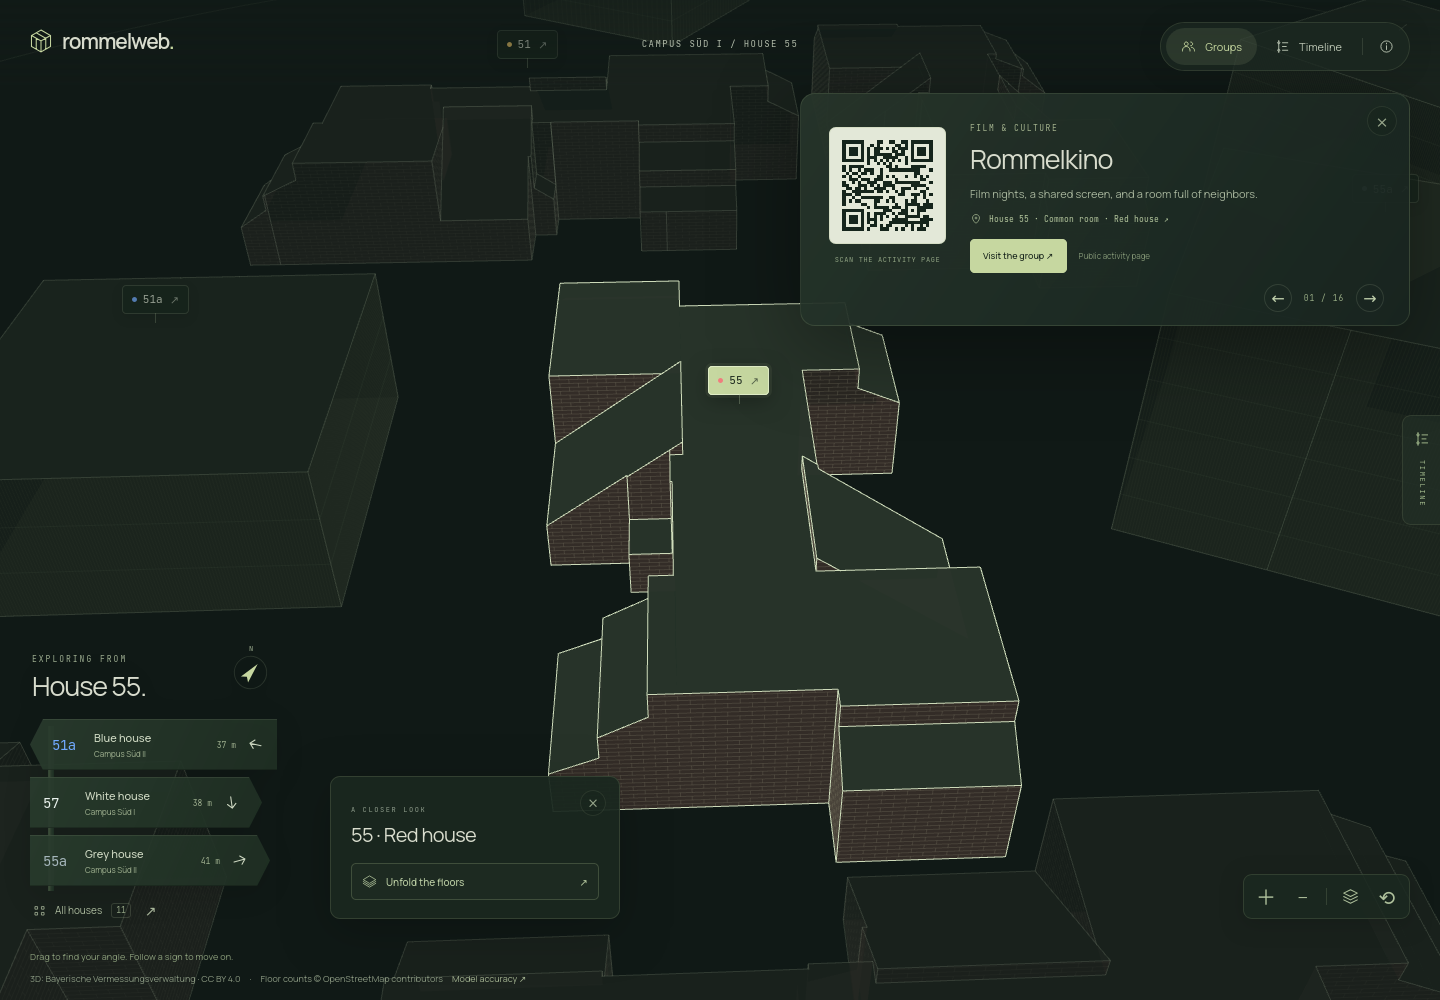 rommelweb.
51 ↗
CAMPUS SÜD I / HOUSE 55
Groups
Timeline
FILM & CULTURE
Rommelkino
Film nights, a shared screen, and a room full of neighbors.
House 55 · Common room · Red house ↗
Visit the group ↗
Public activity page
SCAN THE ACTIVITY PAGE
← 01 / 16 →
51a ↗
55 ↗
TIMELINE
N
EXPLORING FROM
House 55.
51a Blue house 37 m ←
Campus Süd II
57 White house 38 m ↓
Campus Süd I
55a Grey house 41 m →
Campus Süd II
All houses 11 ↗
A CLOSER LOOK
55 · Red house
Unfold the floors ↗
Drag to find your angle. Follow a sign to move on.
3D: Bayerische Vermessungsverwaltung · CC BY 4.0 · Floor counts © OpenStreetMap contributors Model accuracy ↗